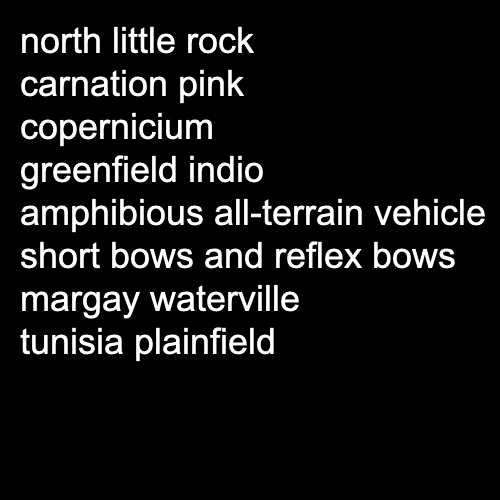 north little rock
carnation pink
copernicium
greenfield indio
amphibious all-terrain vehicle
short bows and reflex bows
margay waterville
tunisia plainfield